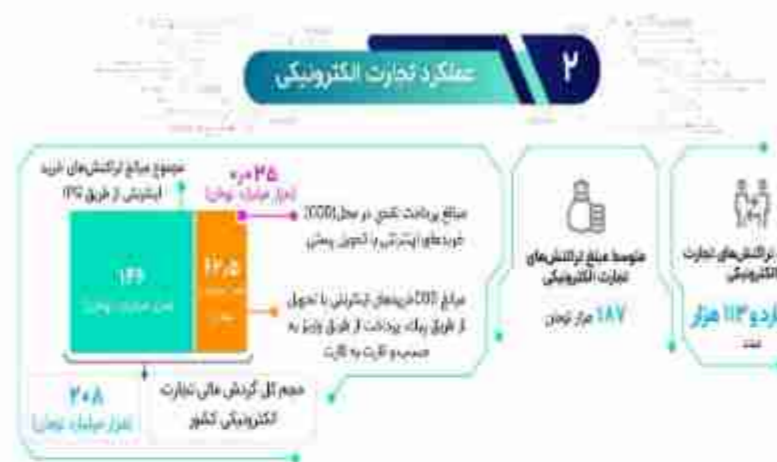 ۲
عملکرد تجارت الکترونیکی
تراکنش‌های تجارت
الکترونیکی
۱۱۳ هزار
متوسط مبلغ تراکنش‌های
تجارت الکترونیکی
۱۸۷ هزار تومان
مجموع مبالغ تراکنش‌های خرید
اینترنتی از طریق IPG
۰٫۰۳۵
(هزار میلیارد تومان)
مبالغ پرداخت نقدی در محل (COD)
خریدهای اینترنتی با تحویل پستی
۱۴۶
هزار میلیارد تومان
۶۲٫۵
مبالغ COD خریدهای اینترنتی با تحویل
از طریق پیک، پرداخت از طریق واریز به
حساب و کارت به کارت
حجم کل گردش مالی تجارت
الکترونیکی کشور
۲۰۸
(هزار میلیارد تومان)